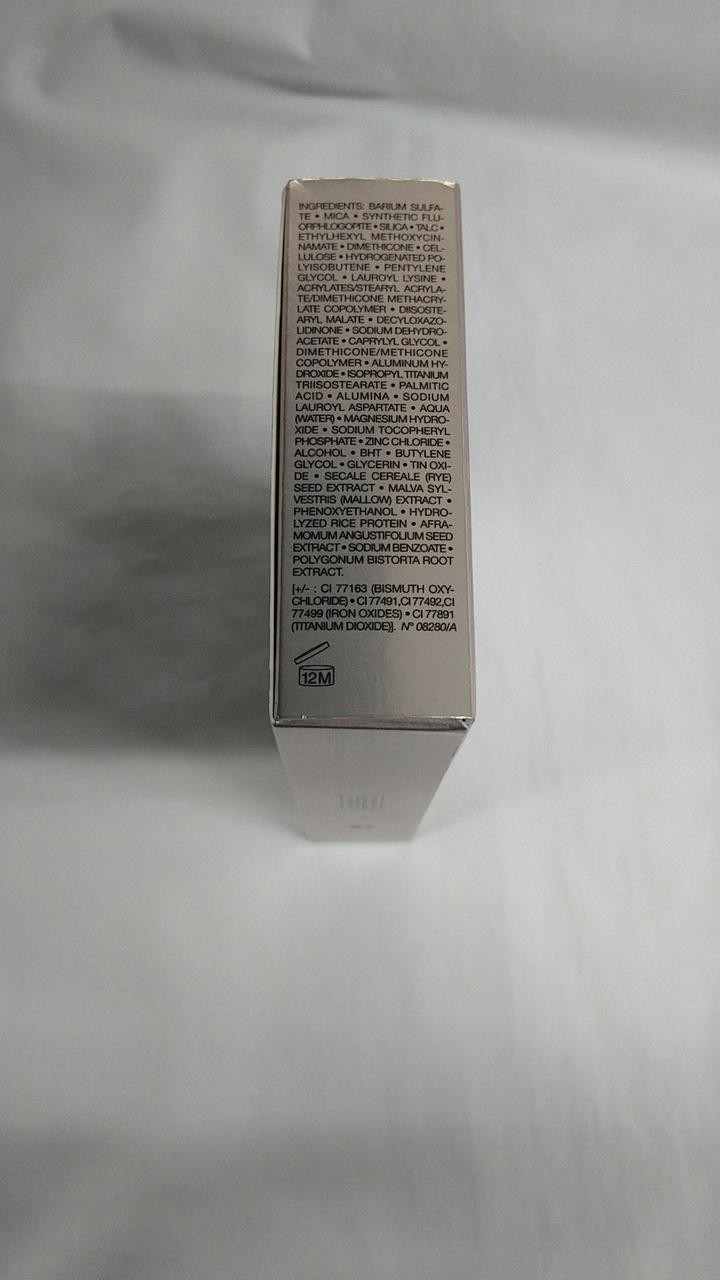 INGREDIENTS: BARIUM SULFA-
TE • MICA • SYNTHETIC FLU-
ORPHLOGOPITE • SILICA • TALC •
ETHYLHEXYL METHOXYCIN-
NAMATE • DIMETHICONE • CEL-
LULOSE • HYDROGENATED PO-
LYISOBUTENE • PENTYLENE
GLYCOL • LAUROYL LYSINE •
ACRYLATES/STEARYL ACRYLA-
TE/DIMETHICONE METHACRY-
LATE COPOLYMER • DIISOSTE-
ARYL MALATE • DECYLOXAZO-
LIDINONE • SODIUM DEHYDRO-
ACETATE • CAPRYLYL GLYCOL •
DIMETHICONE/METHICONE
COPOLYMER • ALUMINUM HY-
DROXIDE • ISOPROPYL TITANIUM
TRIISOSTEARATE • PALMITIC
ACID • ALUMINA • SODIUM
LAUROYL ASPARTATE • AQUA
(WATER) • MAGNESIUM HYDRO-
XIDE • SODIUM TOCOPHERYL
PHOSPHATE • ZINC CHLORIDE •
ALCOHOL • BHT • BUTYLENE
GLYCOL • GLYCERIN • TIN OXI-
DE • SECALE CEREALE (RYE)
SEED EXTRACT • MALVA SYL-
VESTRIS (MALLOW) EXTRACT •
PHENOXYETHANOL • HYDRO-
LYZED RICE PROTEIN • AFRA-
MOMUM ANGUSTIFOLIUM SEED
EXTRACT • SODIUM BENZOATE •
POLYGONUM BISTORTA ROOT
EXTRACT.
[+/- : CI 77163 (BISMUTH OXY-
CHLORIDE) • CI 77491, CI 77492, CI
77499 (IRON OXIDES) • CI 77891
(TITANIUM DIOXIDE)]. N° 08280/A
12M